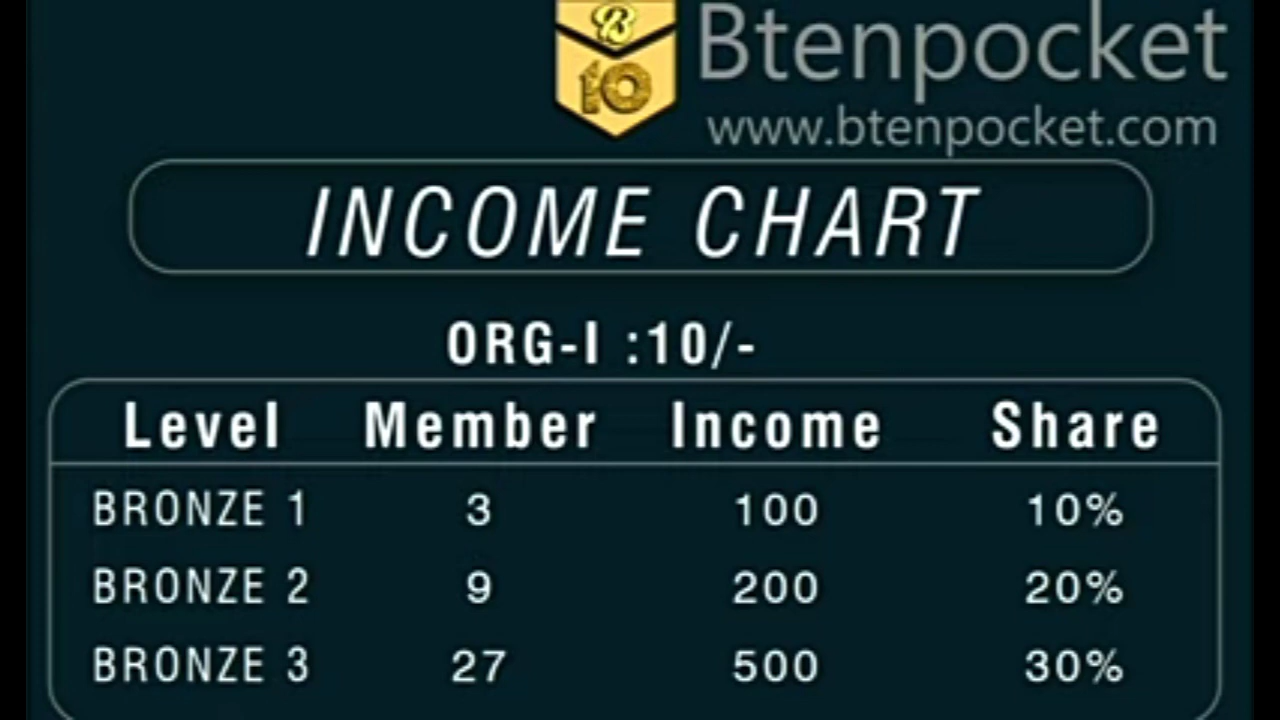 B
10
Btenpocket
www.btenpocket.com
INCOME CHART
ORG-I :10/-
Level Member Income Share
BRONZE 1 3 100 10%
BRONZE 2 9 200 20%
BRONZE 3 27 500 30%